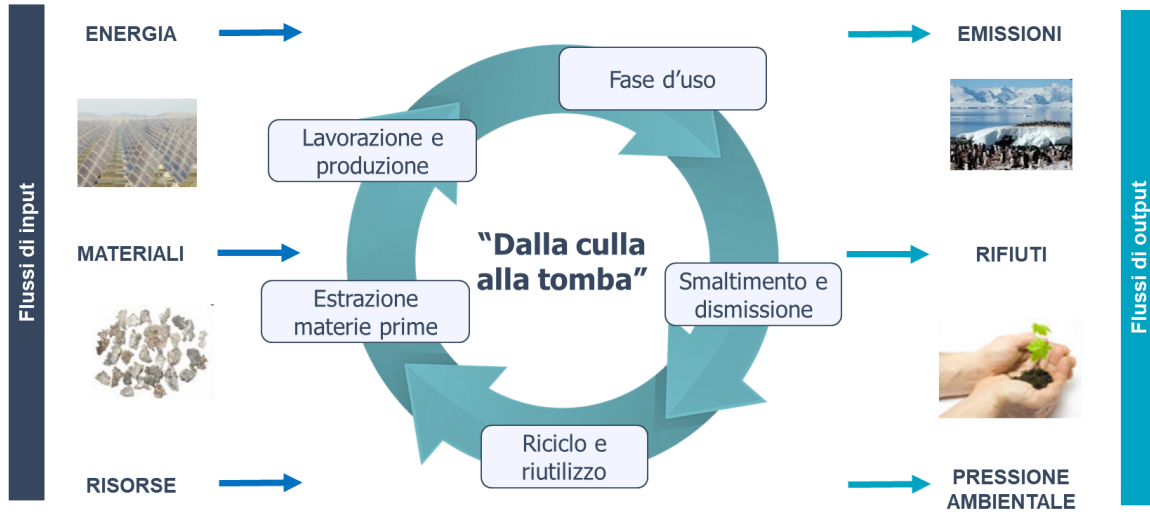 Flussi di input
ENERGIA
MATERIALI
RISORSE
Lavorazione e
produzione
Fase d'uso
"Dalla culla
alla tomba"
Estrazione
materie prime
Smaltimento e
dismissione
Riciclo e
riutilizzo
EMISSIONI
RIFIUTI
PRESSIONE
AMBIENTALE
Flussi di output